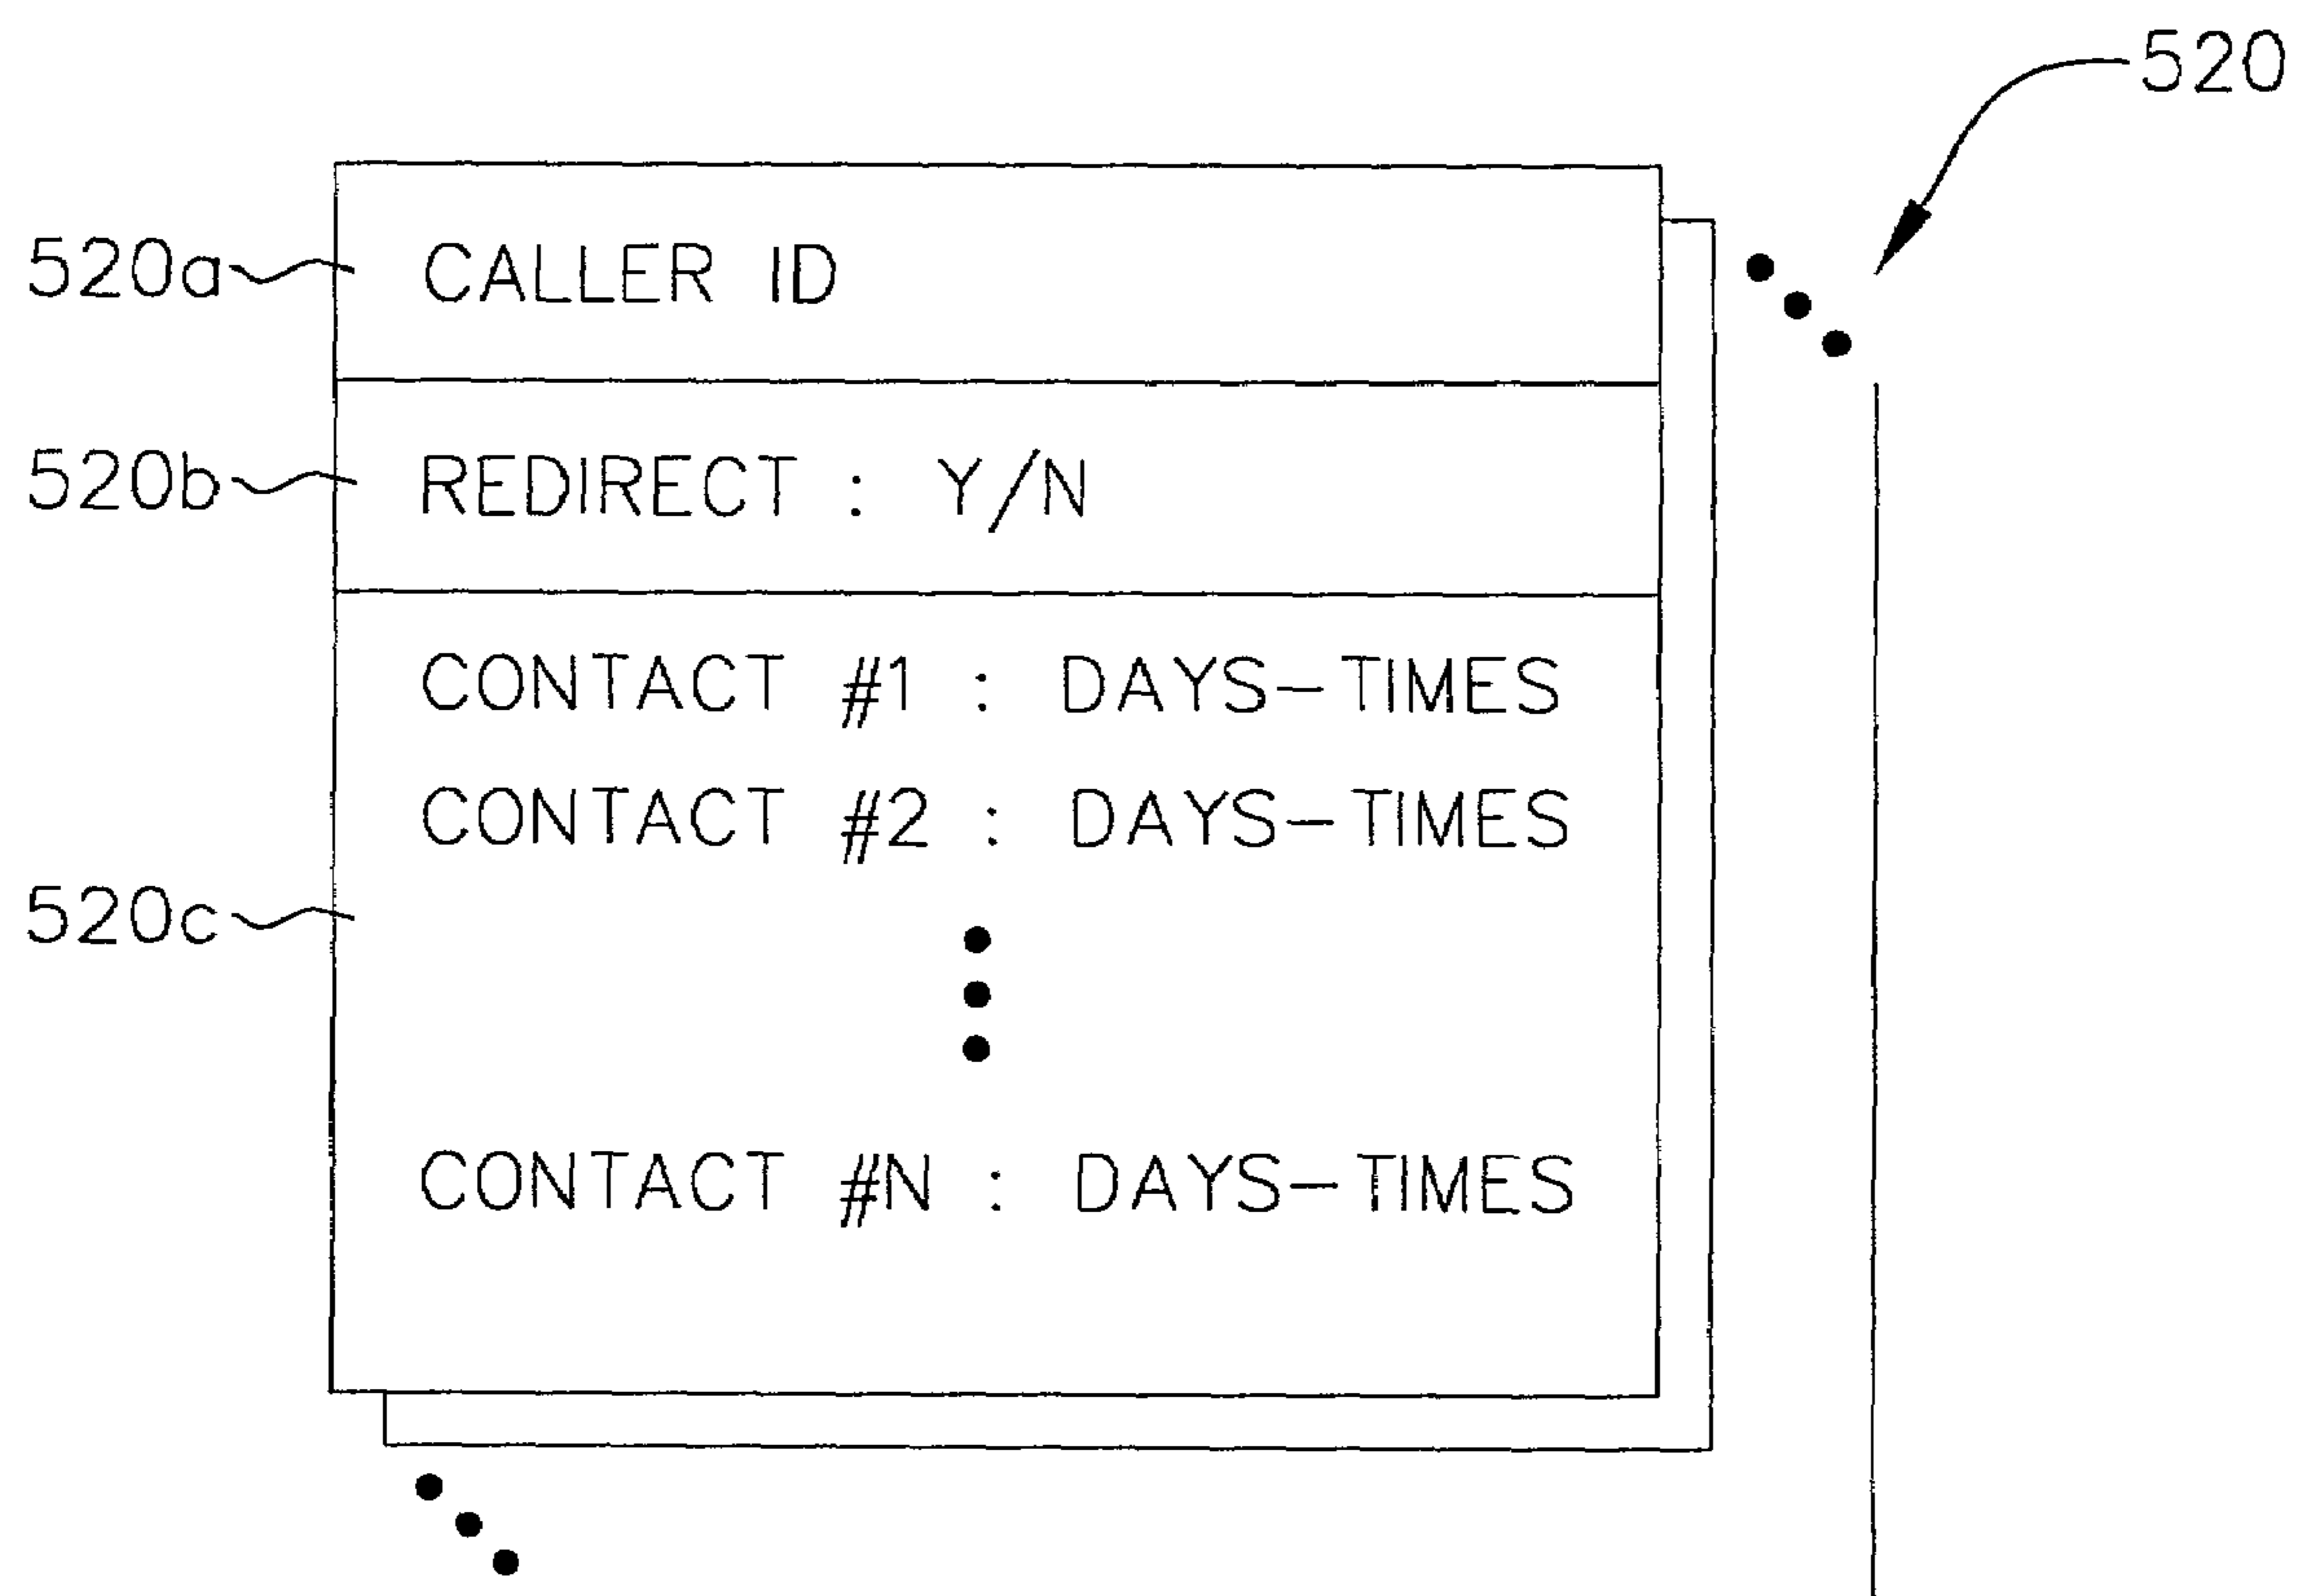 520
520a CALLER ID
520b REDIRECT : Y/N
CONTACT #1 : DAYS-TIMES
CONTACT #2 : DAYS-TIMES
520c
CONTACT #N : DAYS-TIMES